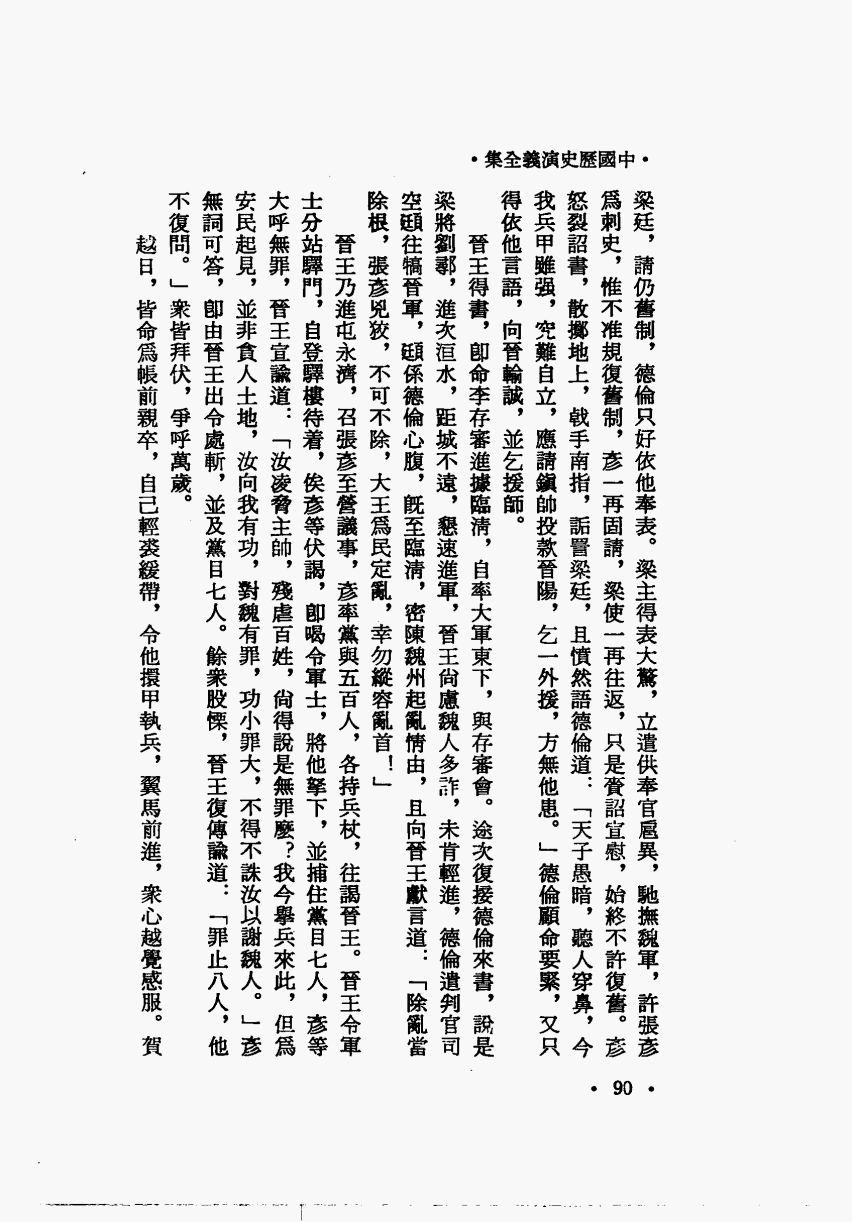 •中國歷史演義全集•
梁廷，請仍舊制，德倫只好依他奉表。梁主得表大驚，立遣供奉官扈異，馳撫魏軍，許張彥
爲刺史，惟不准規復舊制，彥一再固請，梁使一再往返，只是賫詔宣慰，始終不許復舊。彥
怒裂詔書，散擲地上，戟手南指，詬詈梁廷，且憤然語德倫道：「天子愚暗，聽人穿鼻，今
我兵甲雖强，究難自立，應請鎭帥投款晉陽，乞一外援，方無他患。」德倫顧命要緊，又只
得依他言語，向晉輸誠，並乞援師。
晉王得書，卽命李存審進據臨淸，自率大軍東下，與存審會。途次復接德倫來書，說是
梁將劉鄩，進次洹水，距城不遠，懇速進軍，晉王尙慮魏人多詐，未肯輕進，德倫遣判官司
空頲往犒晉軍，頲係德倫心腹，旣至臨淸，密陳魏州起亂情由，且向晉王獻言道：「除亂當
除根，張彥兇狡，不可不除，大王爲民定亂，幸勿縱容亂首！」
晉王乃進屯永濟，召張彥至營議事，彥率黨與五百人，各持兵杖，往謁晉王。晉王令軍
士分站驛門，自登驛樓待着，俟彥等伏謁，卽喝令軍士，將他拏下，並捕住黨目七人，彥等
大呼無罪，晉王宣諭道：「汝凌脅主帥，殘虐百姓，尙得說是無罪麼？我今擧兵來此，但爲
安民起見，並非貪人土地，汝向我有功，對魏有罪，功小罪大，不得不誅汝以謝魏人。」彥
無詞可答，卽由晉王出令處斬，並及黨目七人。餘衆股慄，晉王復傳諭道：「罪止八人，他
不復問。」衆皆拜伏，爭呼萬歲。
越日，皆命爲帳前親卒，自己輕裘緩帶，令他擐甲執兵，翼馬前進，衆心越覺感服。賀
• 90 •